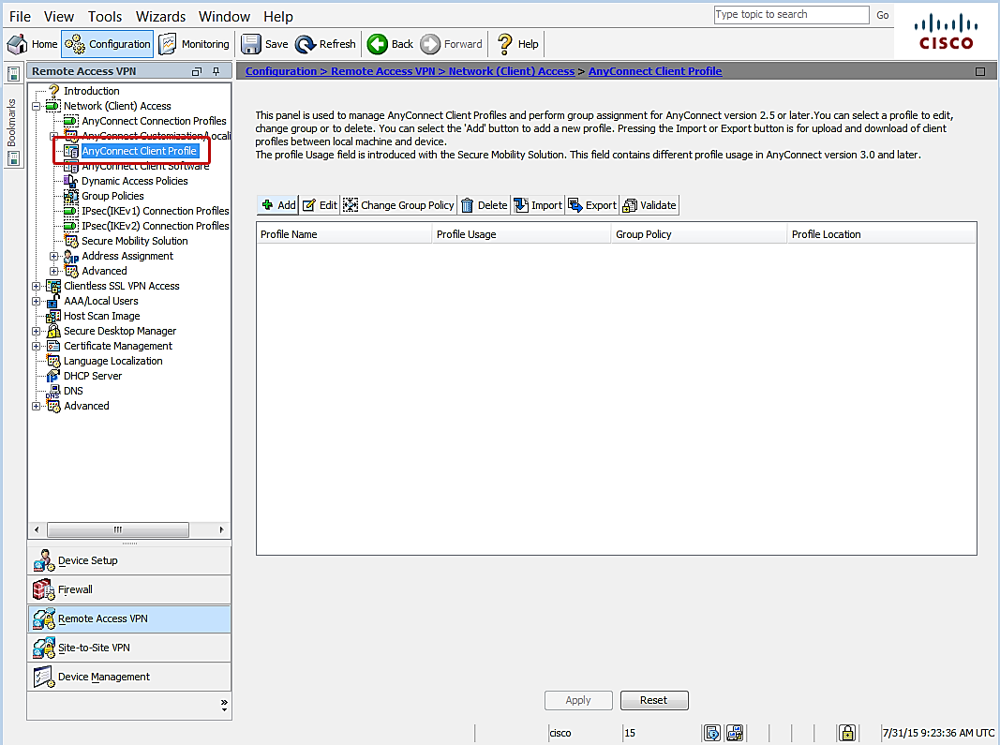 File View Tools Wizards Window Help
Type topic to search Go
Home Configuration Monitoring Save Refresh Back Forward Help
CISCO
Bookmarks
Remote Access VPN
Introduction
Network (Client) Access
AnyConnect Connection Profiles
AnyConnect Customization/Locali
AnyConnect Client Profile
AnyConnect Client Software
Dynamic Access Policies
Group Policies
IPsec(IKEv1) Connection Profiles
IPsec(IKEv2) Connection Profiles
Secure Mobility Solution
Address Assignment
Advanced
Clientless SSL VPN Access
AAA/Local Users
Host Scan Image
Secure Desktop Manager
Certificate Management
Language Localization
DHCP Server
DNS
Advanced
Device Setup
Firewall
Remote Access VPN
Site-to-Site VPN
Device Management
Configuration > Remote Access VPN > Network (Client) Access > AnyConnect Client Profile
This panel is used to manage AnyConnect Client Profiles and perform group assignment for AnyConnect version 2.5 or later.You can select a profile to edit,
change group or to delete. You can select the 'Add' button to add a new profile. Pressing the Import or Export button is for upload and download of client
profiles between local machine and device.
The profile Usage field is introduced with the Secure Mobility Solution. This field contains different profile usage in AnyConnect version 3.0 and later.
Add Edit Change Group Policy Delete Import Export Validate
Profile Name Profile Usage Group Policy Profile Location
Apply Reset
cisco 15 7/31/15 9:23:36 AM UTC